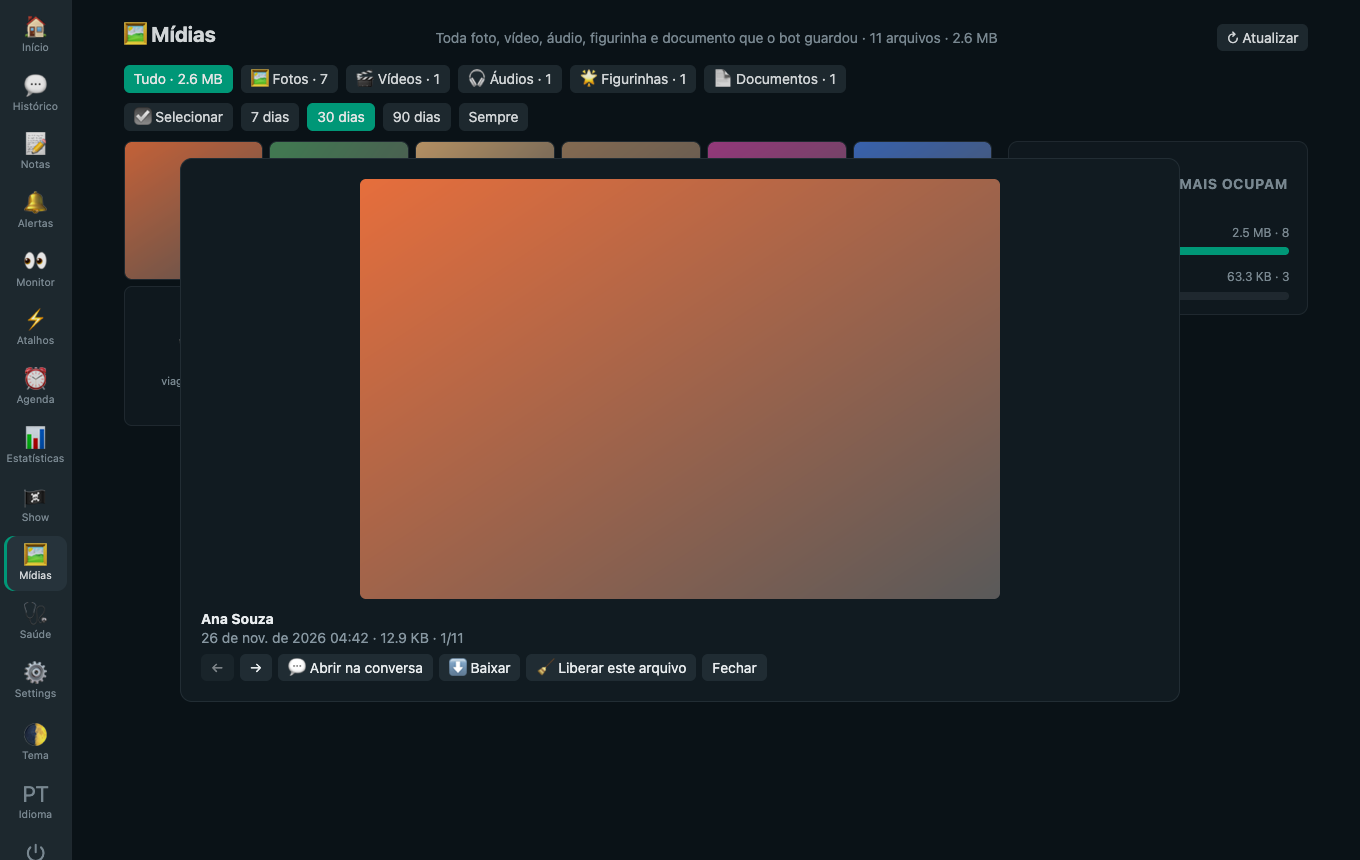 Início
Histórico
Notas
Alertas
Monitor
Atalhos
Agenda
Estatísticas
Show
Mídias
Saúde
Settings
Tema
PT
Idioma
Mídias
Toda foto, vídeo, áudio, figurinha e documento que o bot guardou · 11 arquivos · 2.6 MB
↻ Atualizar
Tudo · 2.6 MB
Fotos · 7
Vídeos · 1
Áudios · 1
Figurinhas · 1
Documentos · 1
Selecionar
7 dias
30 dias
90 dias
Sempre
MAIS OCUPAM
2.5 MB · 8
63.3 KB · 3
viag
Ana Souza
26 de nov. de 2026 04:42 · 12.9 KB · 1/11
← → Abrir na conversa Baixar Liberar este arquivo Fechar